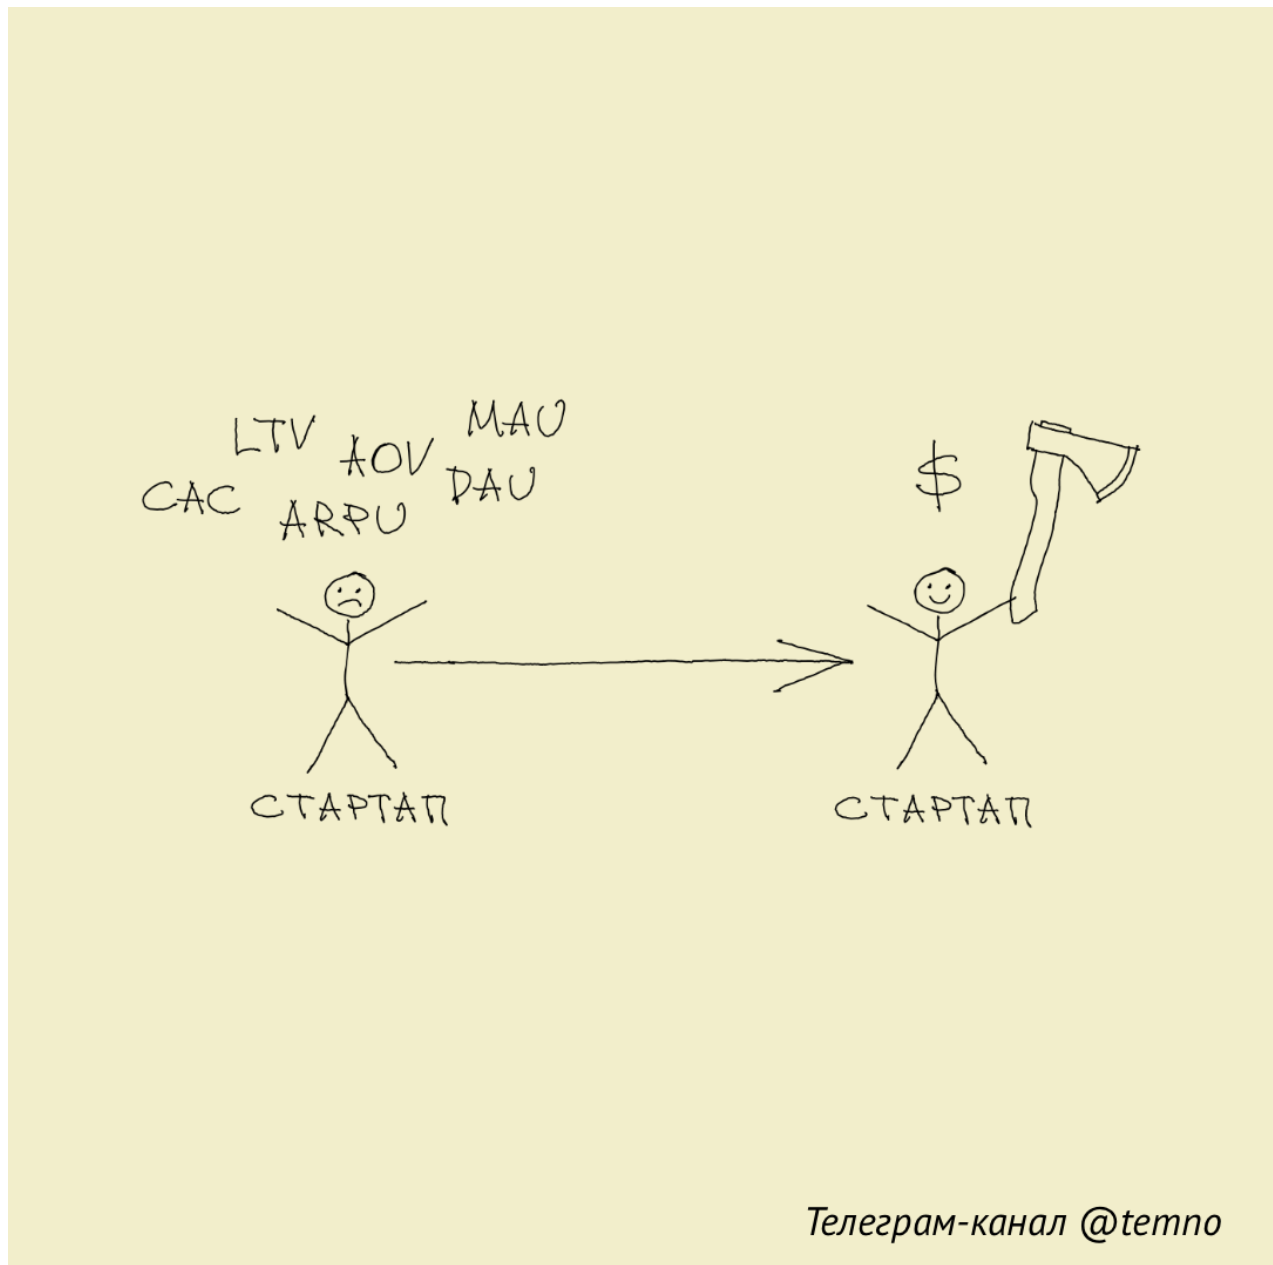 LTV AOV MAU
CAC ARPU DAU
$
СТАРТАП
СТАРТАП
Телеграм-канал @temno